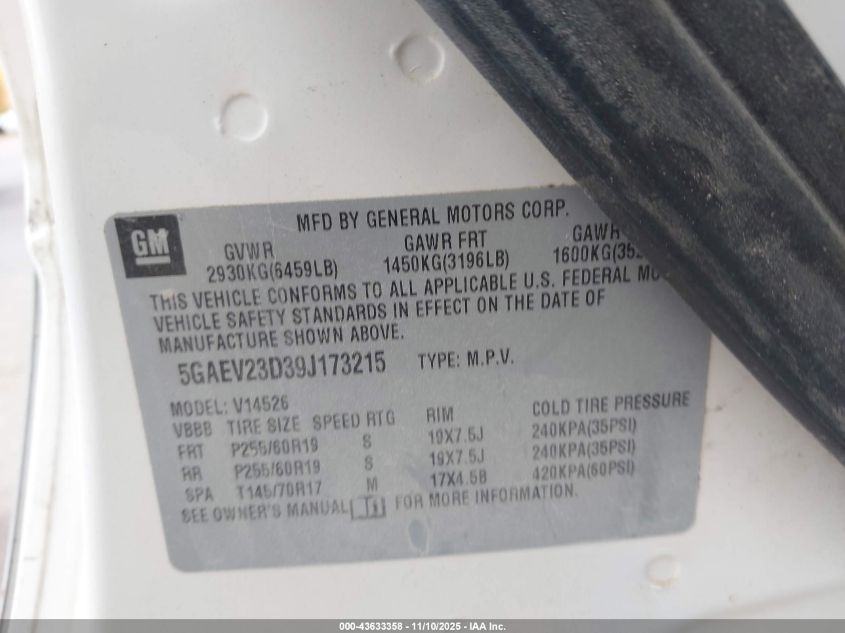 GM
MFD BY GENERAL MOTORS CORP.
GVWR GAWR FRT GAWR
2930KG(6459LB) 1450KG(3196LB) 1600KG(35
THIS VEHICLE CONFORMS TO ALL APPLICABLE U.S. FEDERAL MO
VEHICLE SAFETY STANDARDS IN EFFECT ON THE DATE OF
MANUFACTURE SHOWN ABOVE.
5GAEV23D39J173215 TYPE: M.P.V.
MODEL: V14526
VBBB TIRE SIZE SPEED RTG RIM COLD TIRE PRESSURE
FRT P255/60R19 S 19X7.5J 240KPA(35PSI)
RR P255/60R19 S 19X7.5J 240KPA(35PSI)
SPA T145/70R17 M 17X4.5B 420KPA(60PSI)
SEE OWNER'S MANUAL FOR MORE INFORMATION.
000-43633358 - 11/10/2025 - IAA Inc.